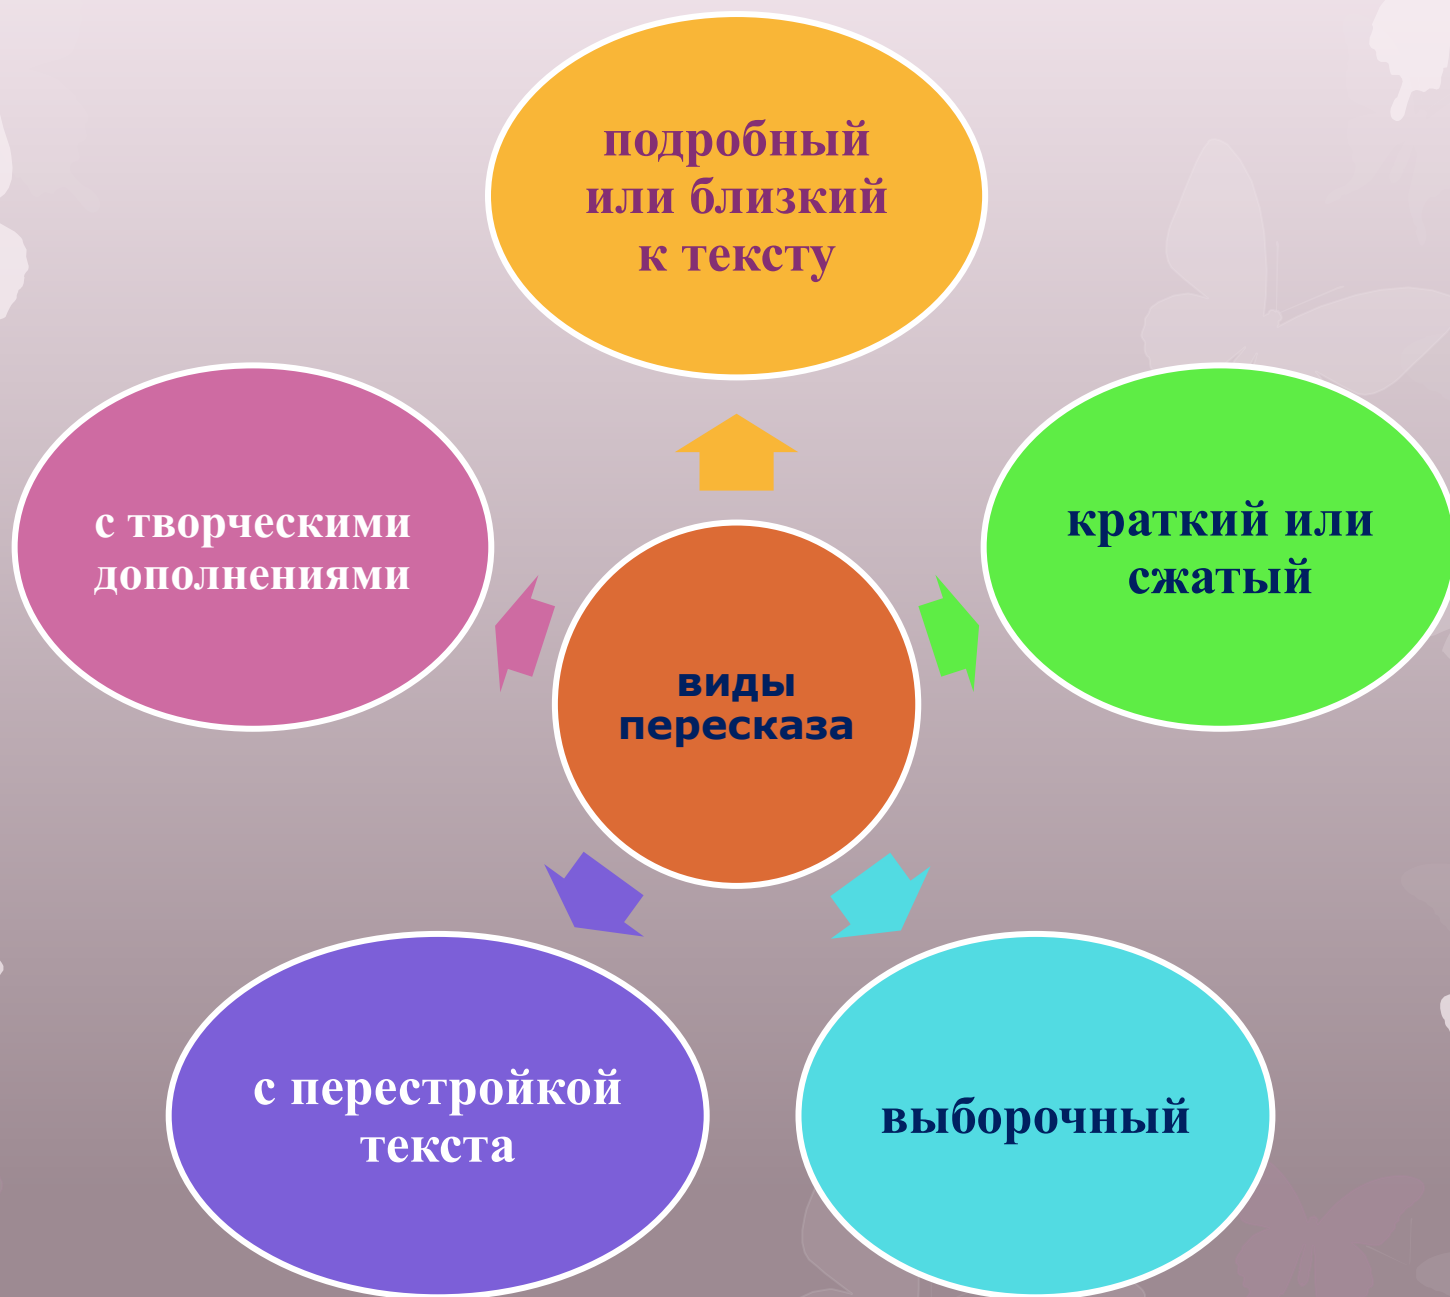 подробный
или близкий
к тексту
с творческими
дополнениями
краткий или
сжатый
виды
пересказа
с перестройкой
текста
выборочный